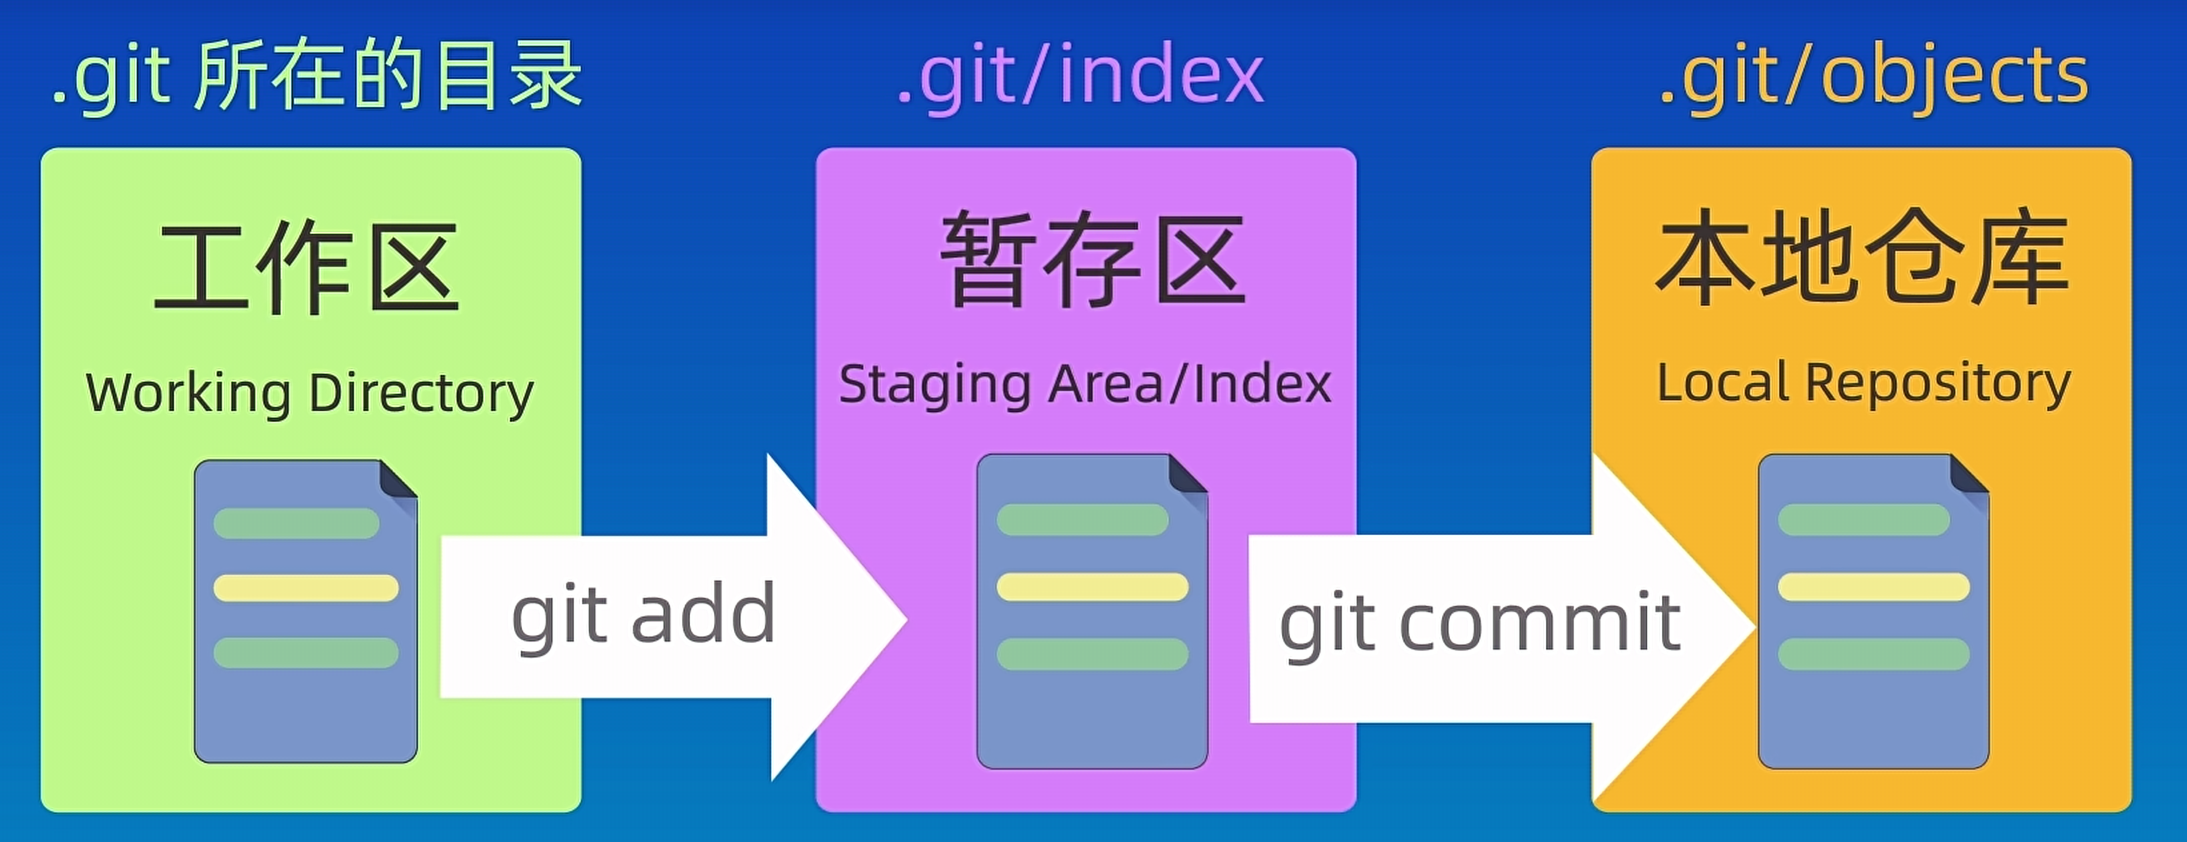 .git 所在的目录
.git/index
.git/objects
工作区
暂存区
本地仓库
Working Directory
Staging Area/Index
Local Repository
git add
git commit